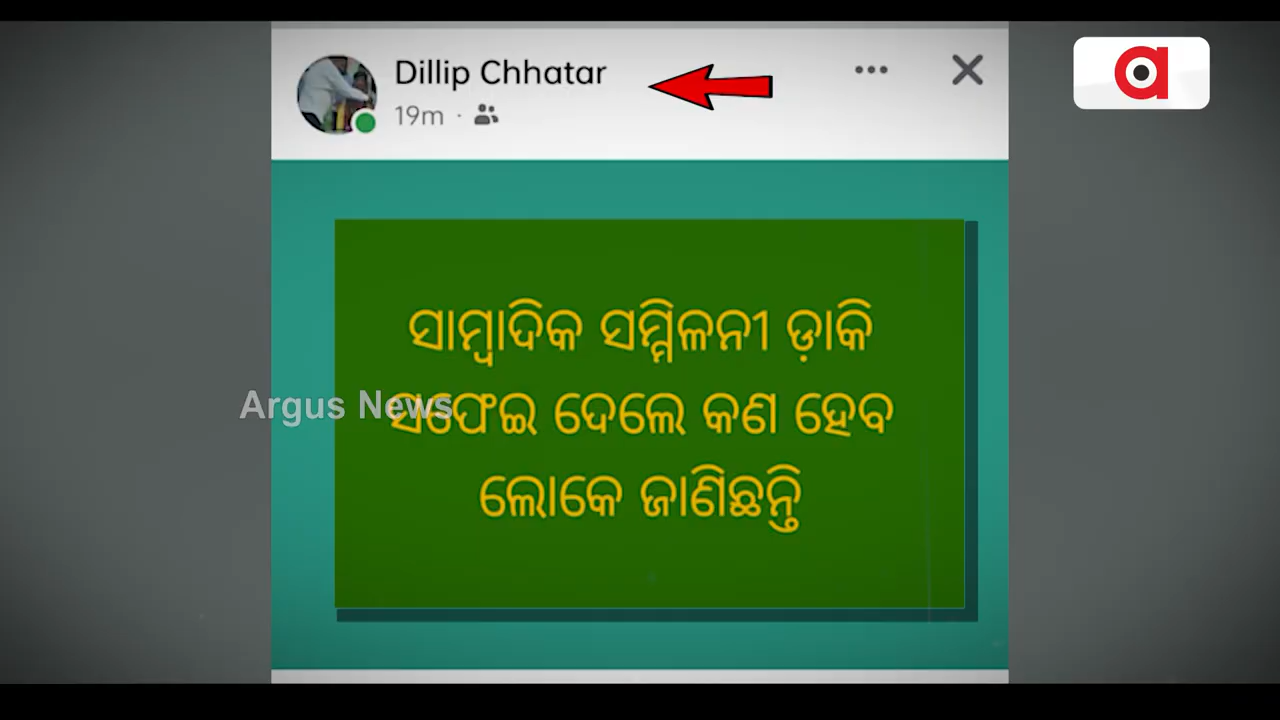 Dillip Chhatar
19m ·
a
ସାମ୍ବାଦିକ ସମ୍ମିଳନୀ ଡ଼ାକି
Argus News
ସଫେଇ ଦେଲେ କଣ ହେବ
ଲୋକେ ଜାଣିଛନ୍ତି